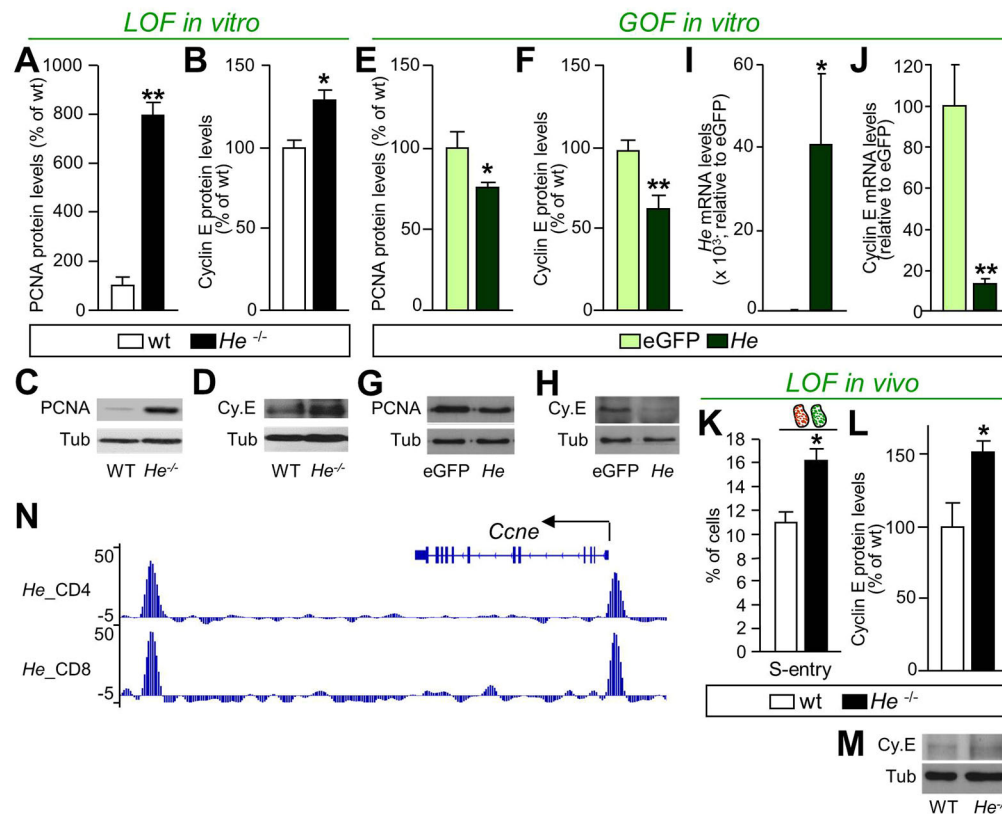 LOF in vitro
GOF in vitro
A
PCNA protein levels (% of wt)
1000
800
600
400
200
0
**
B
Cyclin E protein levels
(% of wt)
150
100
50
0
*
E
PCNA protein levels (% of wt)
150
100
50
0
*
F
Cyclin E protein levels
(% of wt)
150
100
50
0
**
I
He mRNA levels
(x 10³; relative to eGFP)
60
40
20
0
*
J
Cyclin E mRNA levels
(relative to eGFP)
120
100
80
60
40
20
0
**
wt He -/-
eGFP He
C
PCNA
Tub
WT He-/-
D
Cy.E
Tub
WT He-/-
G
PCNA
Tub
eGFP He
H
Cy.E
Tub
eGFP He
LOF in vivo
K
% of cells
18
16
14
12
10
8
6
4
2
0
*
S-entry
L
Cyclin E protein levels
(% of wt)
150
100
150
0
*
wt He -/-
M
Cy.E
Tub
WT He-/
N
Ccne
50
He_CD4
-5
50
He_CD8
-5